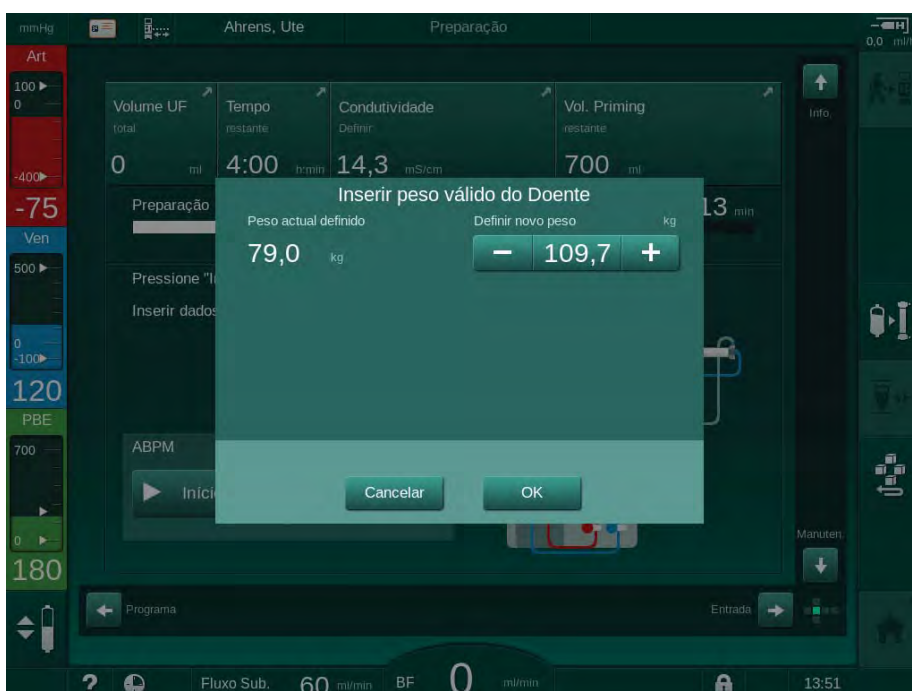 mmHg
Ahrens, Ute
Preparação
0,0 ml/
Art
100
0
-400
-75
Ven
500
0
-100
120
PBE
700
0
180
Volume UF
total
0 ml
Tempo
restante
4:00 h:min
Condutividade
Definir
14,3 mS/cm
Vol. Priming
restante
700 ml
Info.
Preparação
13 min
Pressione "I
Inserir dados
Inserir peso válido do Doente
Peso actual definido
79,0 kg
Definir novo peso kg
− 109,7 +
Cancelar
OK
ABPM
Iníci
Manuten.
Programa
Entrada
? Fluxo Sub. 60 ml/min BF 0 ml/min 13:51